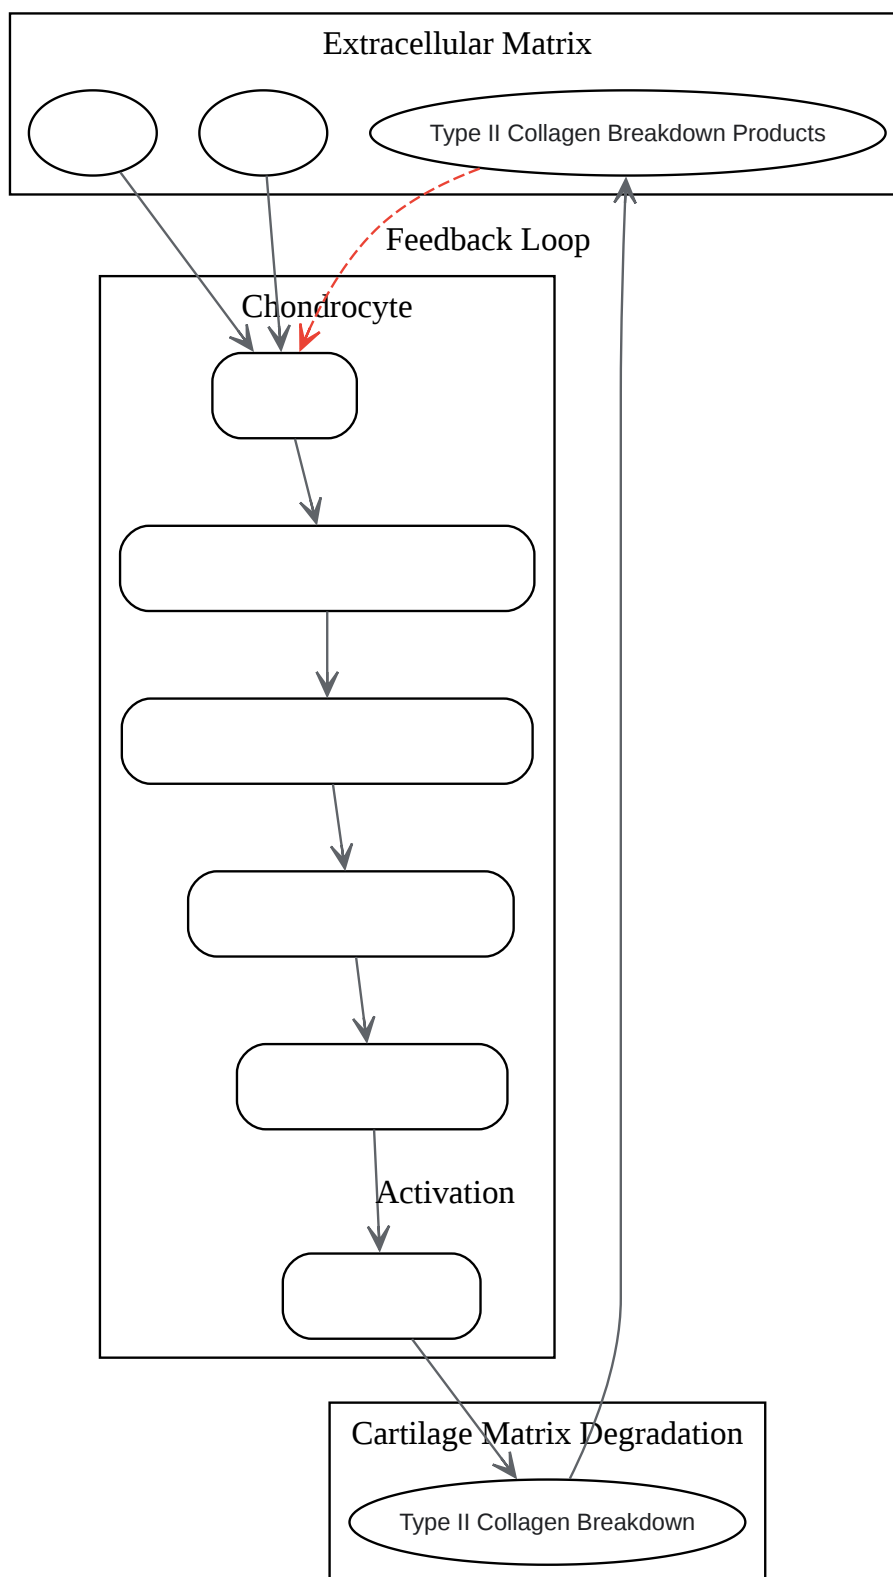 Extracellular Matrix
Type II Collagen Breakdown Products
Feedback Loop
Chondrocyte
Activation
Cartilage Matrix Degradation
Type II Collagen Breakdown